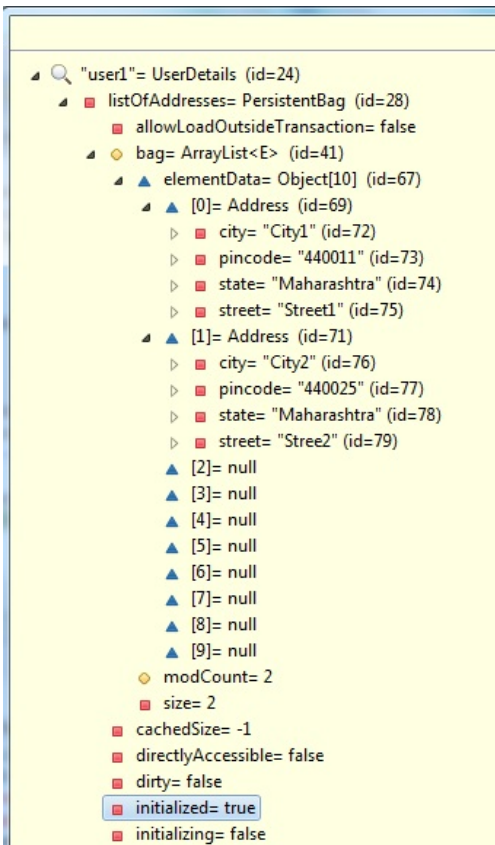 "user1"= UserDetails (id=24)
listOfAddresses= PersistentBag (id=28)
allowLoadOutsideTransaction= false
bag= ArrayList<E> (id=41)
elementData= Object[10] (id=67)
[0]= Address (id=69)
city= "City1" (id=72)
pincode= "440011" (id=73)
state= "Maharashtra" (id=74)
street= "Street1" (id=75)
[1]= Address (id=71)
city= "City2" (id=76)
pincode= "440025" (id=77)
state= "Maharashtra" (id=78)
street= "Stree2" (id=79)
[2]= null
[3]= null
[4]= null
[5]= null
[6]= null
[7]= null
[8]= null
[9]= null
modCount= 2
size= 2
cachedSize= -1
directlyAccessible= false
dirty= false
initialized= true
initializing= false